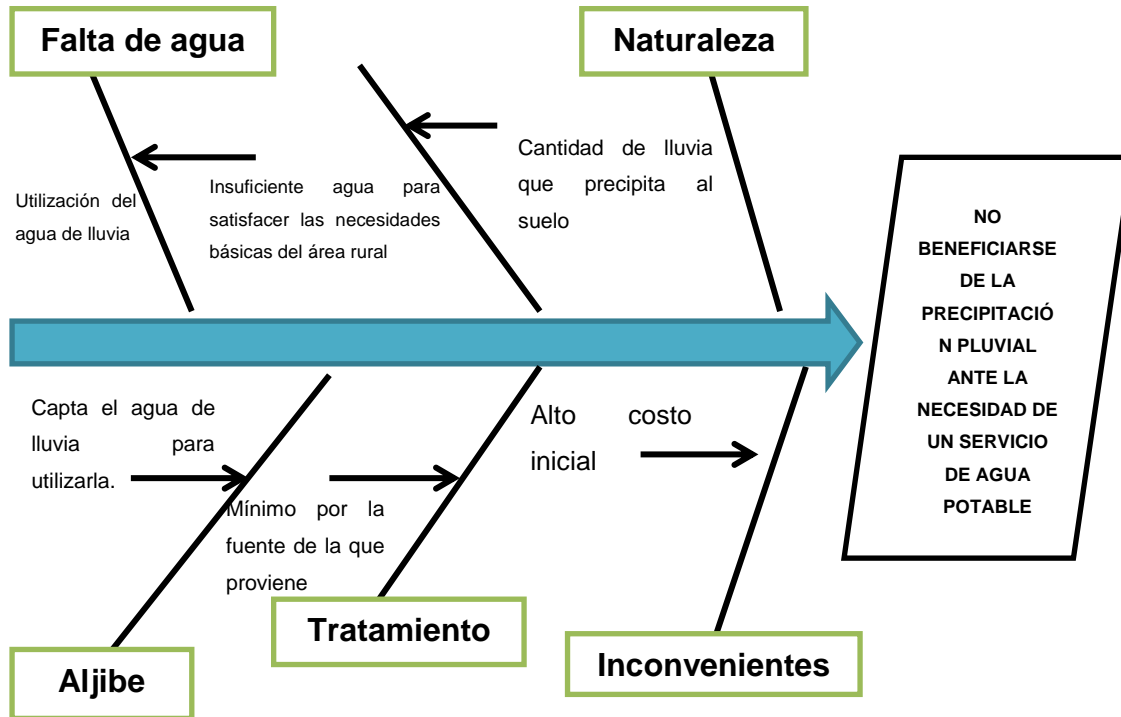 Falta de agua
Naturaleza
Utilización del
agua de lluvia
Insuficiente agua para
satisfacer las necesidades
básicas del área rural
Cantidad de lluvia
que precipita al
suelo
NO
BENEFICIARSE
DE LA
PRECIPITACIÓ
N PLUVIAL
ANTE LA
NECESIDAD DE
UN SERVICIO
DE AGUA
POTABLE
Capta el agua de
lluvia para
utilizarla.
Mínimo por la
fuente de la que
proviene
Alto costo
inicial
Aljibe
Tratamiento
Inconvenientes